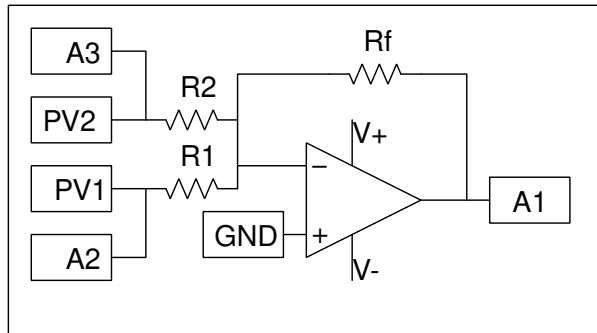 A3
Rf
R2
PV2
V+
R1
PV1
−
A1
GND
+
A2
V-